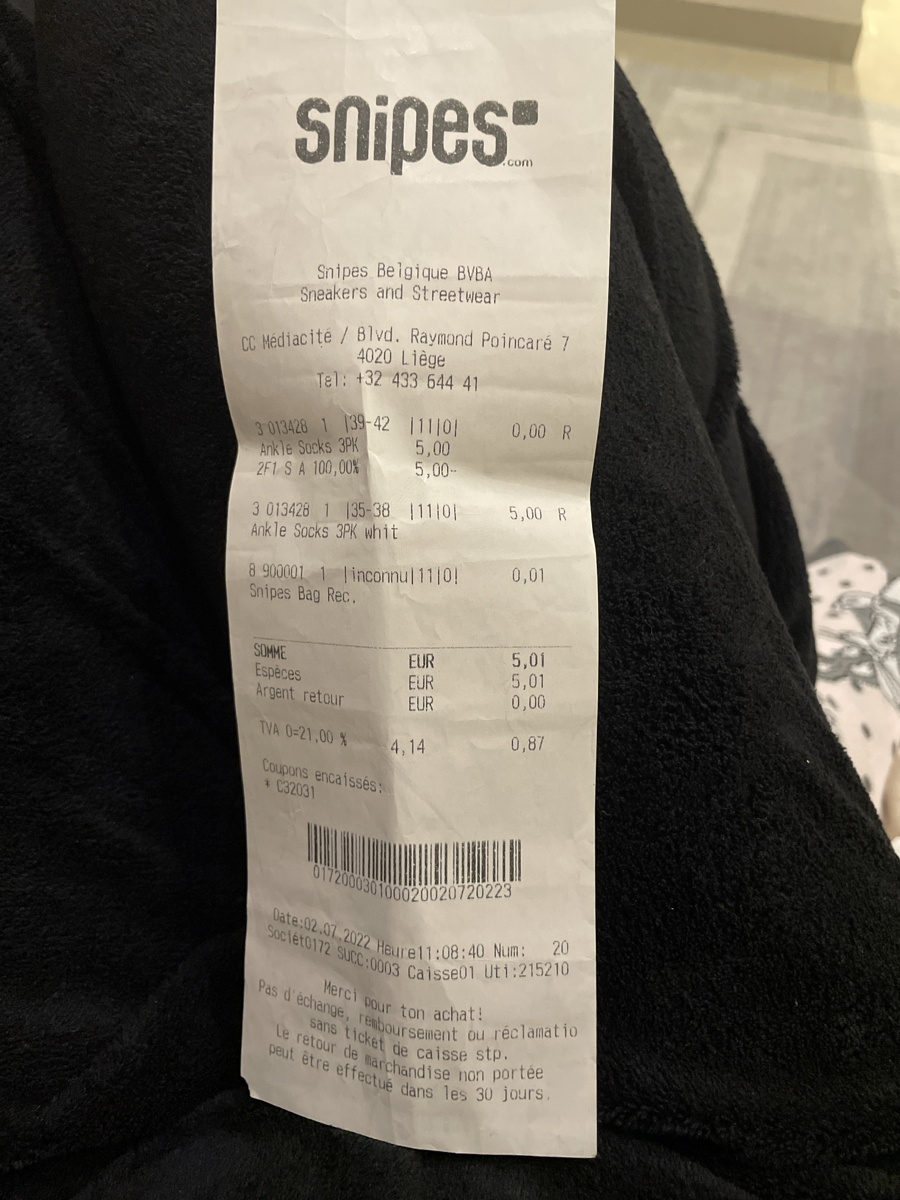 snipes
.com
Snipes Belgique BVBA
Sneakers and Streetwear
CC Médiacité / Blvd. Raymond Poincaré 7
4020 Liège
Tel: +32 433 644 41
3 013428 1 |39-42 |11|0| 0,00 R
Ankle Socks 3PK 5,00
2F1 S A 100,00% 5,00-
3 013428 1 |35-38 |11|0| 5,00 R
Ankle Socks 3PK whit
8 900001 1 |inconnu|11|0! 0,01
Snipes Bag Rec.
SOMME EUR 5,01
Espèces EUR 5,01
Argent retour EUR 0,00
TVA 0=21,00 % 4,14 0,87
Coupons encaissés:
* C32031
017200030100020020720223
Date:02.07.2022 Heure11:08:40 Num: 20
Sociét0172 SUCC:0003 Caisse01 Uti:215210
Merci pour ton achat!
Pas d'échange, remboursement ou réclamatio
sans ticket de caisse stp.
Le retour de marchandise non portée
peut être effectué dans les 30 jours.